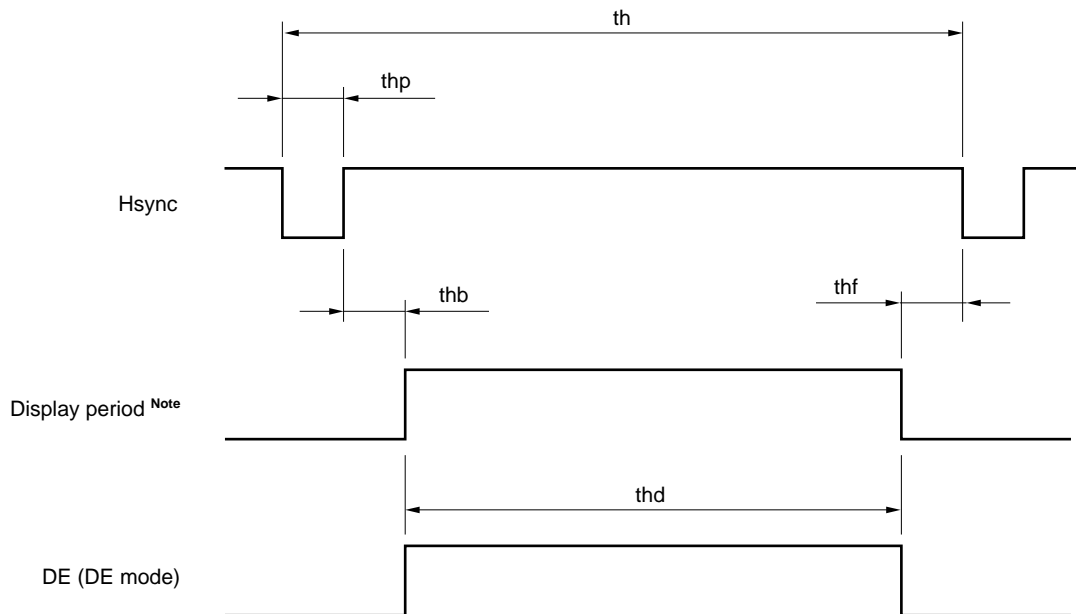 th
thp
Hsync
thb
thf
Display period Note
thd
DE (DE mode)